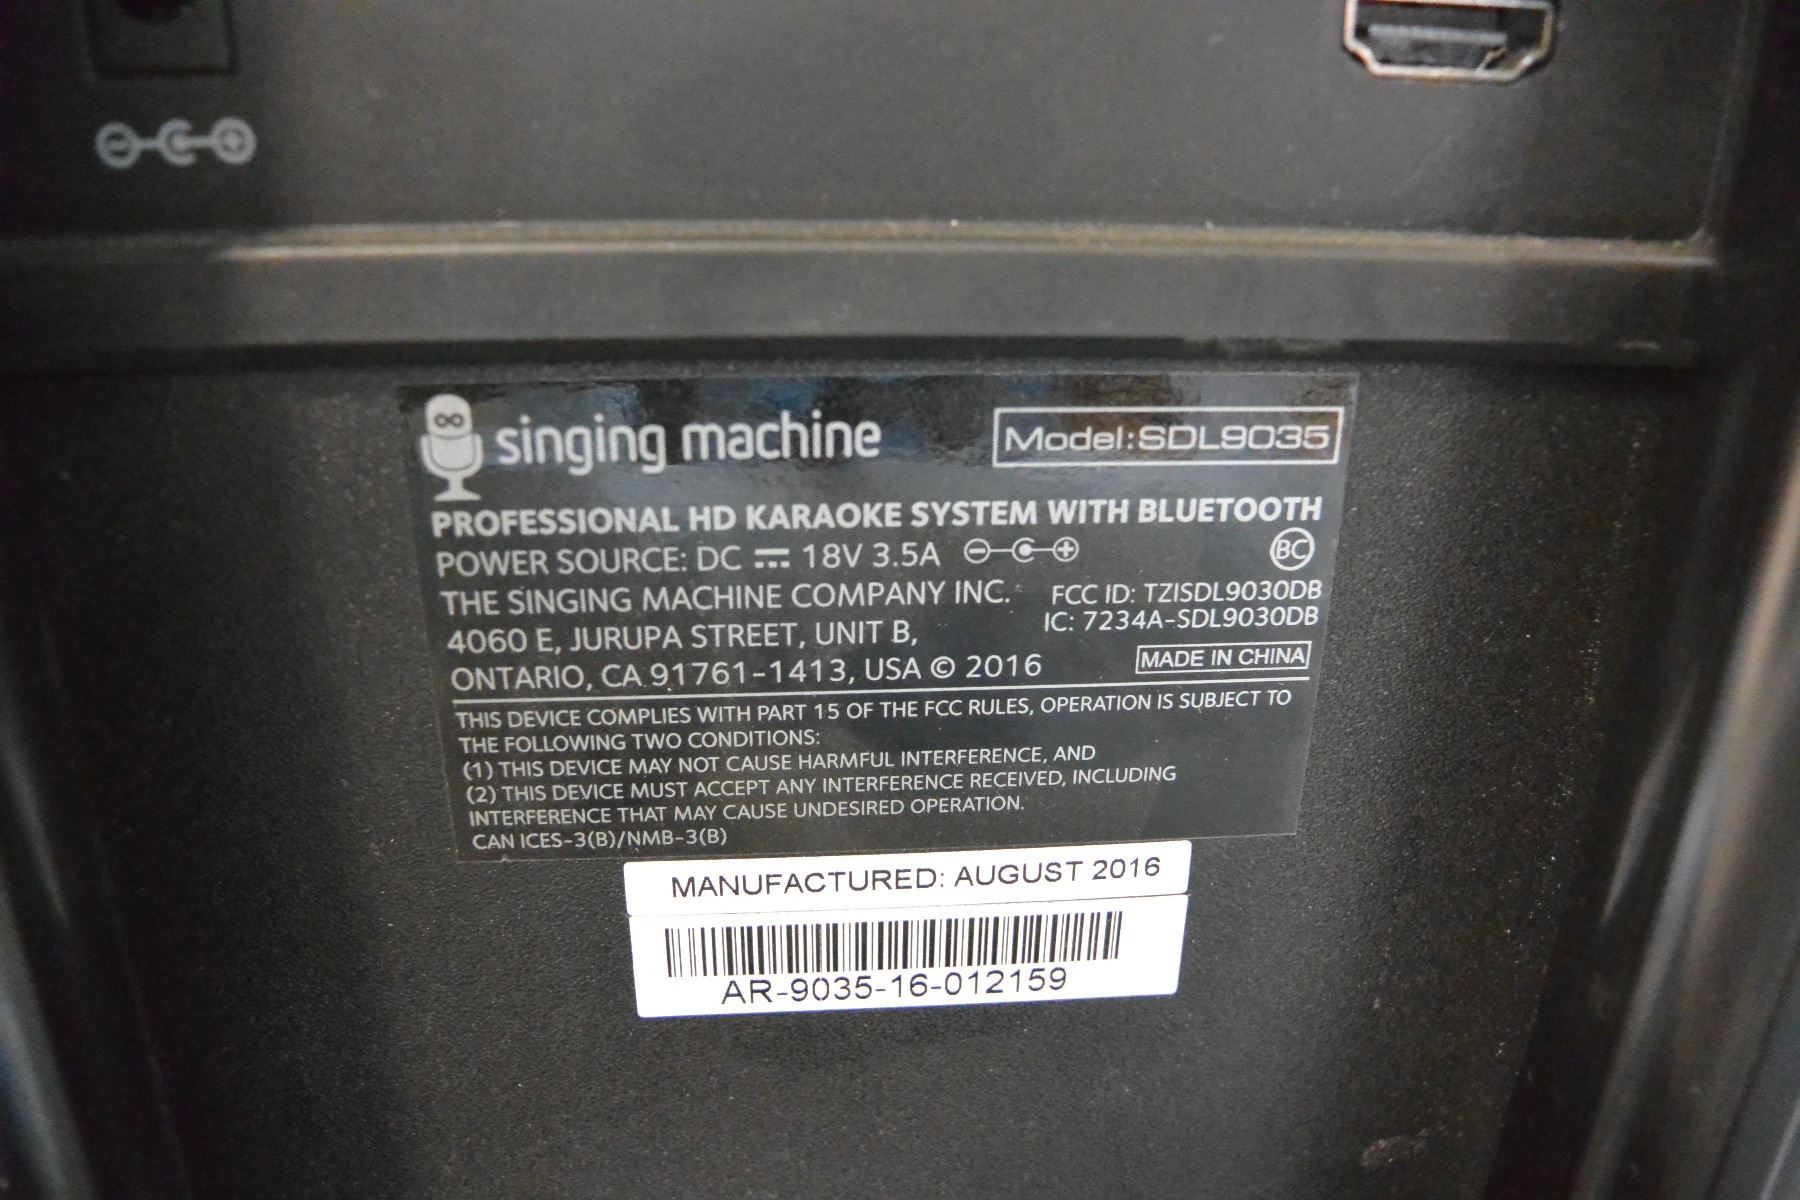 singing machine
Model:SDL9035
PROFESSIONAL HD KARAOKE SYSTEM WITH BLUETOOTH
POWER SOURCE: DC 18V 3.5A
BC
THE SINGING MACHINE COMPANY INC.
FCC ID: TZISDL9030DB
4060 E, JURUPA STREET, UNIT B,
IC: 7234A-SDL9030DB
ONTARIO, CA 91761-1413, USA © 2016
MADE IN CHINA
THIS DEVICE COMPLIES WITH PART 15 OF THE FCC RULES, OPERATION IS SUBJECT TO
THE FOLLOWING TWO CONDITIONS:
(1) THIS DEVICE MAY NOT CAUSE HARMFUL INTERFERENCE, AND
(2) THIS DEVICE MUST ACCEPT ANY INTERFERENCE RECEIVED, INCLUDING
INTERFERENCE THAT MAY CAUSE UNDESIRED OPERATION.
CAN ICES-3(B)/NMB-3(B)
MANUFACTURED: AUGUST 2016
AR-9035-16-012159